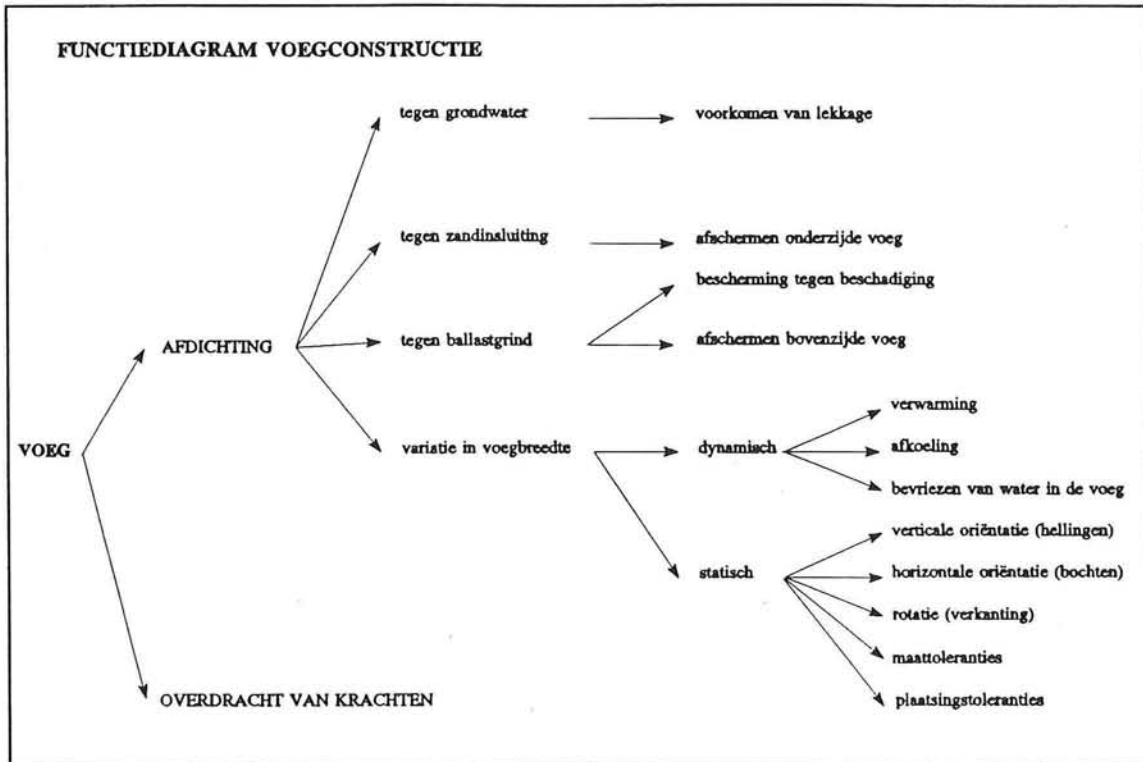 FUNCTIEDIAGRAM VOEGCONSTRUCTIE
tegen grondwater
voorkomen van lekkage
tegen zandinsluiting
afschermen onderzijde voeg
bescherming tegen beschadiging
AFDICHTING
tegen ballastgrind
afschermen bovenzijde voeg
verwarming
VOEG
variatie in voegbreedte
dynamisch
afkoeling
bevriezen van water in de voeg
verticale oriëntatie (hellingen)
statisch
horizontale oriëntatie (bochten)
rotatie (verkanting)
maattoleranties
OVERDRACHT VAN KRACHTEN
plaatsingstoleranties